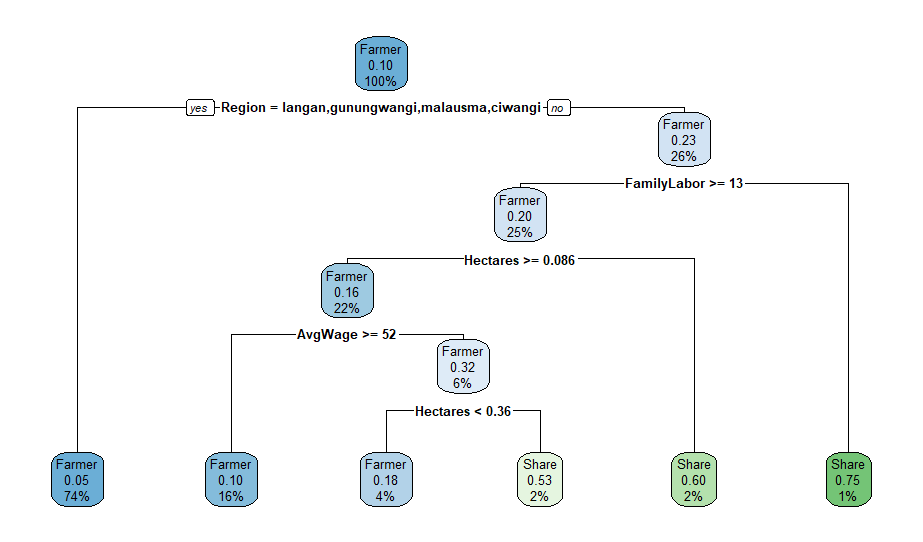 Farmer
0.10
100%
yes Region = langan,gunungwangi,malausma,ciwangi no
Farmer
0.23
26%
FamilyLabor >= 13
Farmer
0.20
25%
Hectares >= 0.086
Farmer
0.16
22%
AvgWage >= 52
Farmer
0.32
6%
Hectares < 0.36
Farmer
0.05
74%
Farmer
0.10
16%
Farmer
0.18
4%
Share
0.53
2%
Share
0.60
2%
Share
0.75
1%